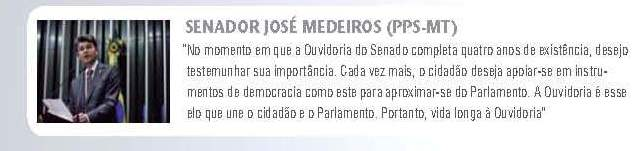 SENADOR JOSÉ MEDEIROS (PPS-MT)
"No momento em que a Ouvidoria do Senado completa quatro anos de existência, desejo
testemunhar sua importância. Cada vez mais, o cidadão deseja apoiar-se em instru-
mentos de democracia como este para aproximar-se do Parlamento. A Ouvidoria é esse
elo que une o cidadão e o Parlamento. Portanto, vida longa à Ouvidoria"